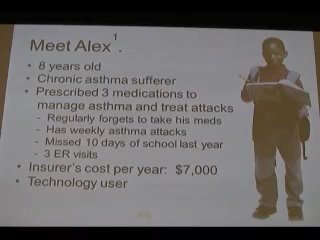 Meet Alex¹.
• 8 years old
• Chronic asthma sufferer
• Prescribed 3 medications to
manage asthma and treat attacks
- Regularly forgets to take his meds
- Has weekly asthma attacks
- Missed 10 days of school last year
- 3 ER visits
• Insurer's cost per year: $7,000
• Technology user